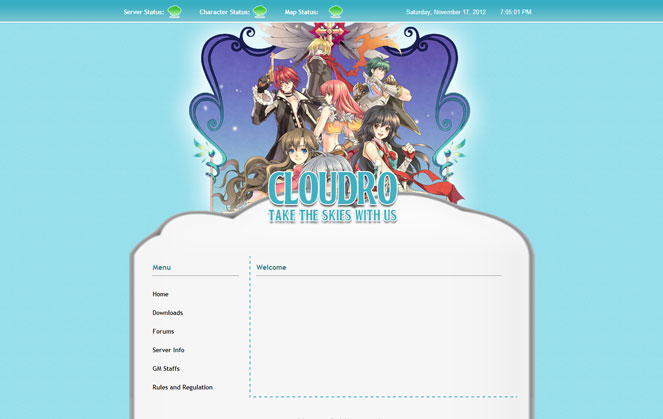 Server Status: Character Status: Map Status: Saturday, November 17, 2012 7:05:01 PM
CLOUDRO
TAKE THE SKIES WITH US
Menu
Home
Downloads
Forums
Server Info
GM Staffs
Rules and Regulation
Welcome